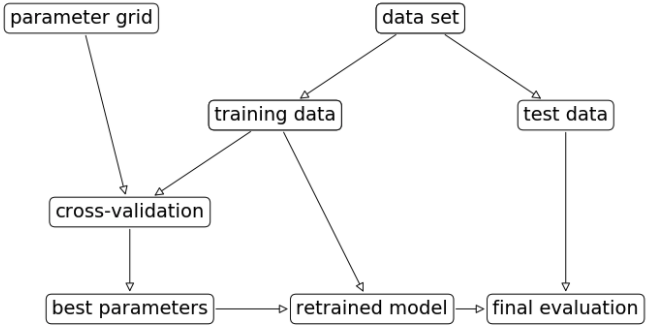 parameter grid
data set
training data
test data
cross-validation
best parameters
retrained model
final evaluation